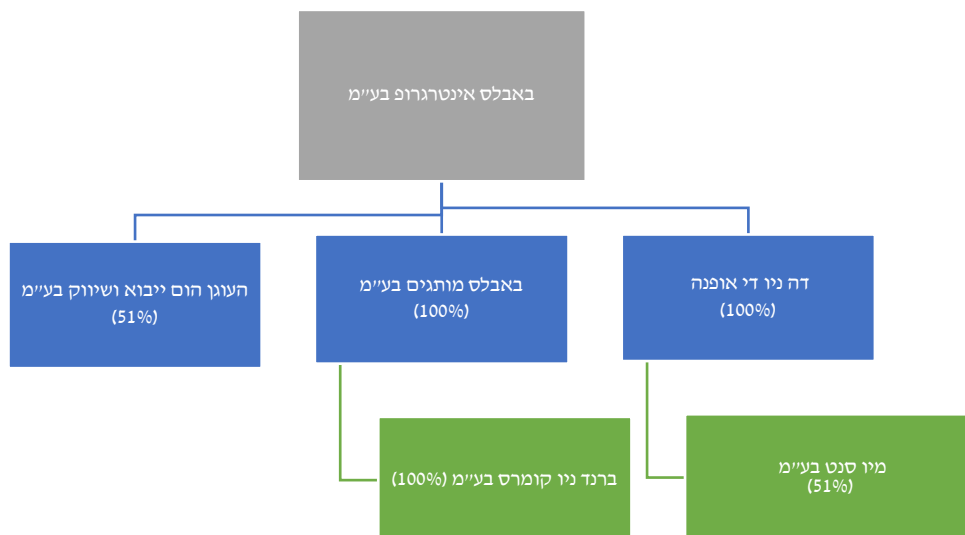 באבלס אינטרגרופ בע"מ
דה ניו די אופנה
(100%)
באבלס מותגים בע"מ
(100%)
העוגן הום ייבוא ושיווק בע"מ
(51%)
מיו סנט בע"מ
(51%)
ברנד ניו קומרס בע"מ (100%)